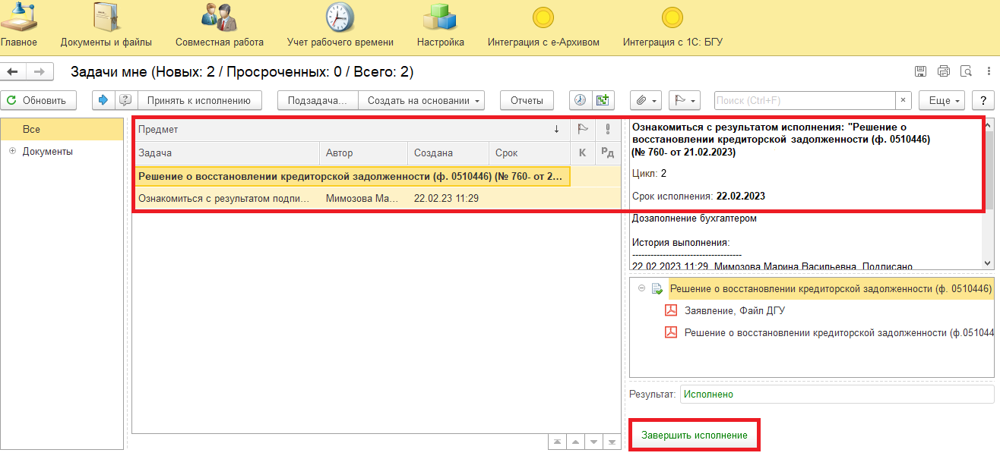 Главное Документы и файлы Совместная работа Учет рабочего времени Настройка Интеграция с е-Архивом Интеграция с 1С: БГУ
Задачи мне (Новых: 2 / Просроченных: 0 / Всего: 2)
Обновить ? Принять к исполнению Подзадача... Создать на основании Отчеты Поиск (Ctrl+F) × Еще ?
Все
Документы
Предмет ↓
Задача Автор Создана Срок К Рд
Решение о восстановлении кредиторской задолженности (ф. 0510446) (№ 760- от 2...
Ознакомиться с результатом подпи... Мимозова Ма... 22.02.23 11:29
Ознакомиться с результатом исполнения: "Решение о
восстановлении кредиторской задолженности (ф. 0510446)
(№ 760- от 21.02.2023)
Цикл: 2
Срок исполнения: 22.02.2023
Дозаполнение бухгалтером
История выполнения:
------------------------------------
22.02.2023 11:29, Мимозова Марина Васильевна, Подписано
Решение о восстановлении кредиторской задолженности (ф. 0510446)
Заявление, Файл ДГУ
Решение о восстановлении кредиторской задолженности (ф.051044
Результат: Исполнено
Завершить исполнение